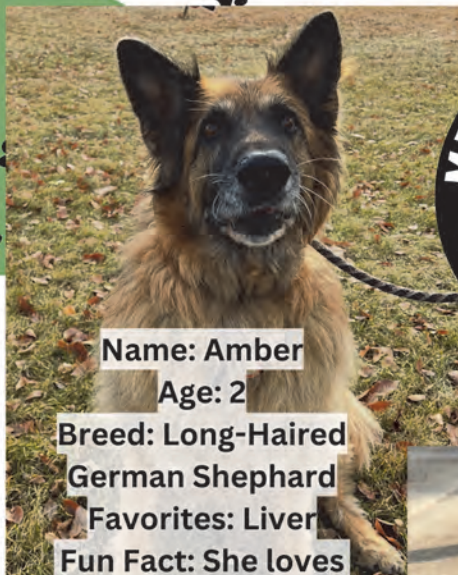 Name: Amber
Age: 2
Breed: Long-Haired
German Shephard
Favorites: Liver
Fun Fact: She loves